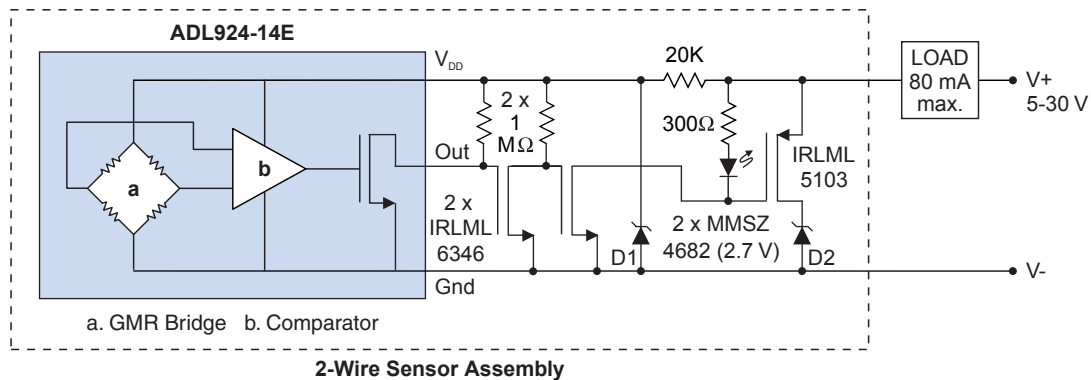 ADL924-14E
V_DD
20K
LOAD
80 mA
max.
V+
5-30 V
2 x
1
MΩ
300Ω
Out
IRLML
5103
a
b
2 x
IRLML
6346
2 x MMSZ
4682 (2.7 V)
D1
D2
V-
Gnd
a. GMR Bridge b. Comparator
2-Wire Sensor Assembly